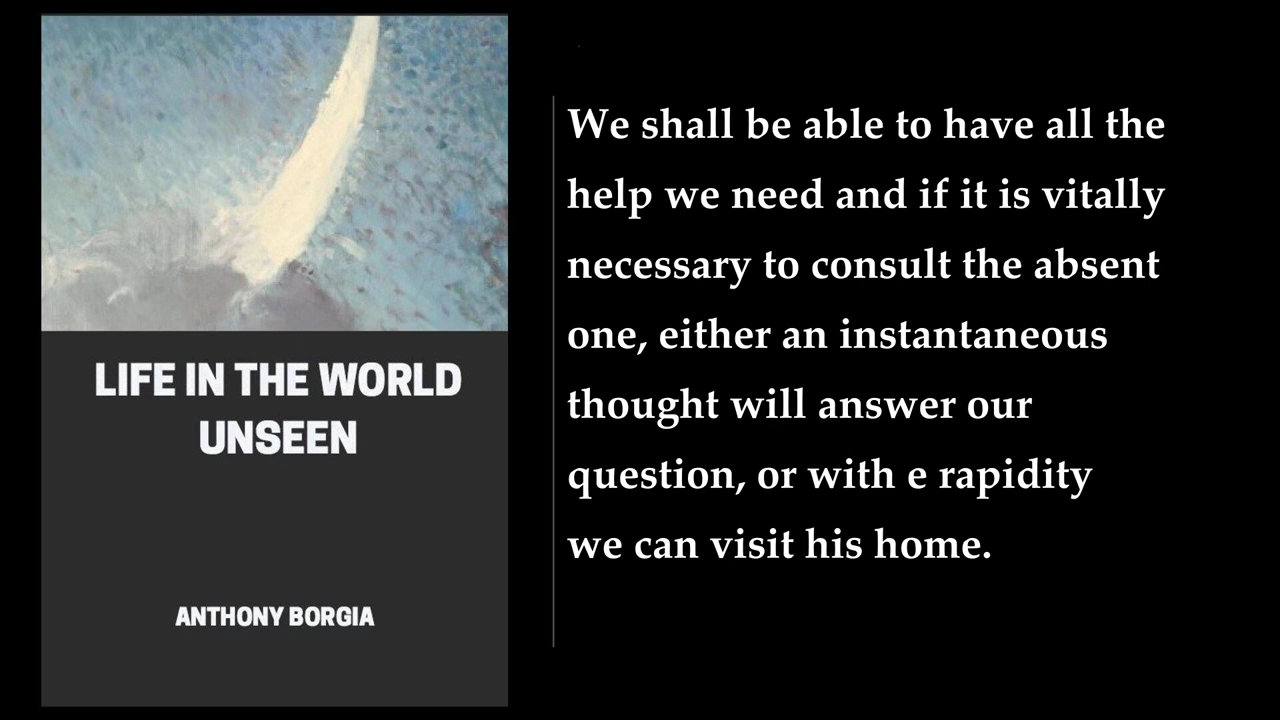 LIFE IN THE WORLD
UNSEEN
ANTHONY BORGIA
We shall be able to have all the
help we need and if it is vitally
necessary to consult the absent
one, either an instantaneous
thought will answer our
question, or with e rapidity
we can visit his home.